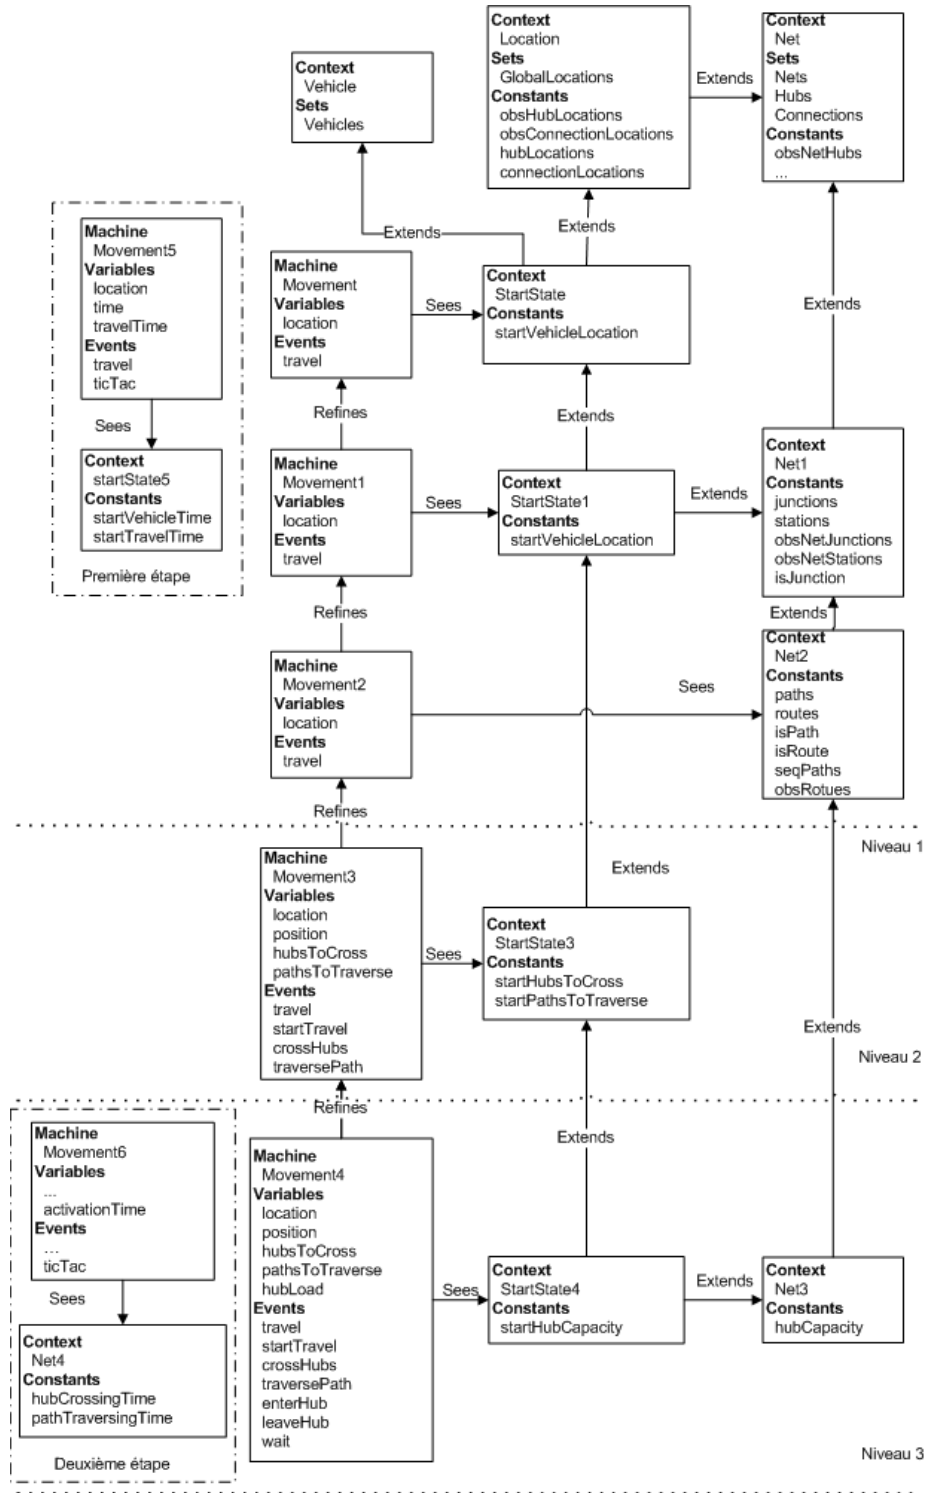 Context
Vehicle
Sets
Vehicles
Context
Location
Sets
GlobalLocations
Constants
obsHubLocations
obsConnectionLocations
hubLocations
connectionLocations
Extends
Context
Net
Sets
Nets
Hubs
Connections
Constants
obsNetHubs
...
Machine
Movement5
Variables
location
time
travelTime
Events
travel
ticTac
Sees
Context
startState5
Constants
startVehicleTime
startTravelTime
Première étape
Extends
Extends
Machine
Movement
Variables
location
Events
travel
Sees
Context
StartState
Constants
startVehicleLocation
Extends
Refines
Extends
Machine
Movement1
Variables
location
Events
travel
Sees
Context
StartState1
Constants
startVehicleLocation
Extends
Context
Net1
Constants
junctions
stations
obsNetJunctions
obsNetStations
isJunction
Refines
Extends
Machine
Movement2
Variables
location
Events
travel
Sees
Context
Net2
Constants
paths
routes
isPath
isRoute
seqPaths
obsRotues
Refines
Niveau 1
Machine
Movement3
Variables
location
position
hubsToCross
pathsToTraverse
Events
travel
startTravel
crossHubs
traversePath
Sees
Extends
Context
StartState3
Constants
startHubsToCross
startPathsToTraverse
Extends
Niveau 2
Refines
Extends
Machine
Movement6
Variables
...
activationTime
Events
...
ticTac
Sees
Context
Net4
Constants
hubCrossingTime
pathTraversingTime
Deuxième étape
Machine
Movement4
Variables
location
position
hubsToCross
pathsToTraverse
hubLoad
Events
travel
startTravel
crossHubs
traversePath
enterHub
leaveHub
wait
Sees
Context
StartState4
Constants
startHubCapacity
Extends
Context
Net3
Constants
hubCapacity
Niveau 3